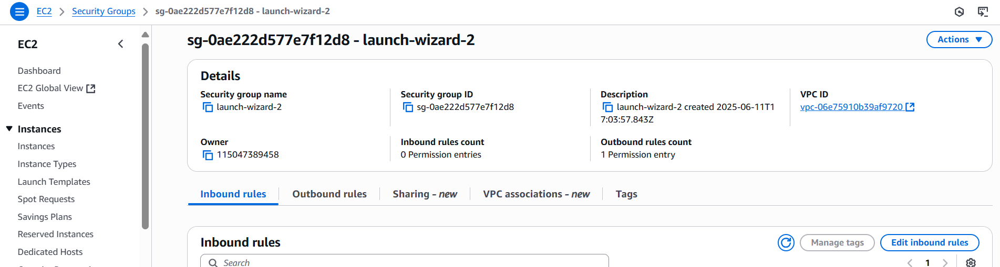 EC2 > Security Groups > sg-0ae222d577e7f12d8 - launch-wizard-2
EC2
Dashboard
EC2 Global View
Events
Instances
Instances
Instance Types
Launch Templates
Spot Requests
Savings Plans
Reserved Instances
Dedicated Hosts
sg-0ae222d577e7f12d8 - launch-wizard-2
Actions
Details
Security group name
launch-wizard-2
Security group ID
sg-0ae222d577e7f12d8
Description
launch-wizard-2 created 2025-06-11T1
7:03:57.843Z
VPC ID
vpc-06e75910b39af9720
Owner
115047389458
Inbound rules count
0 Permission entries
Outbound rules count
1 Permission entry
Inbound rules
Outbound rules
Sharing - new
VPC associations - new
Tags
Inbound rules
Manage tags
Edit inbound rules
Search
1